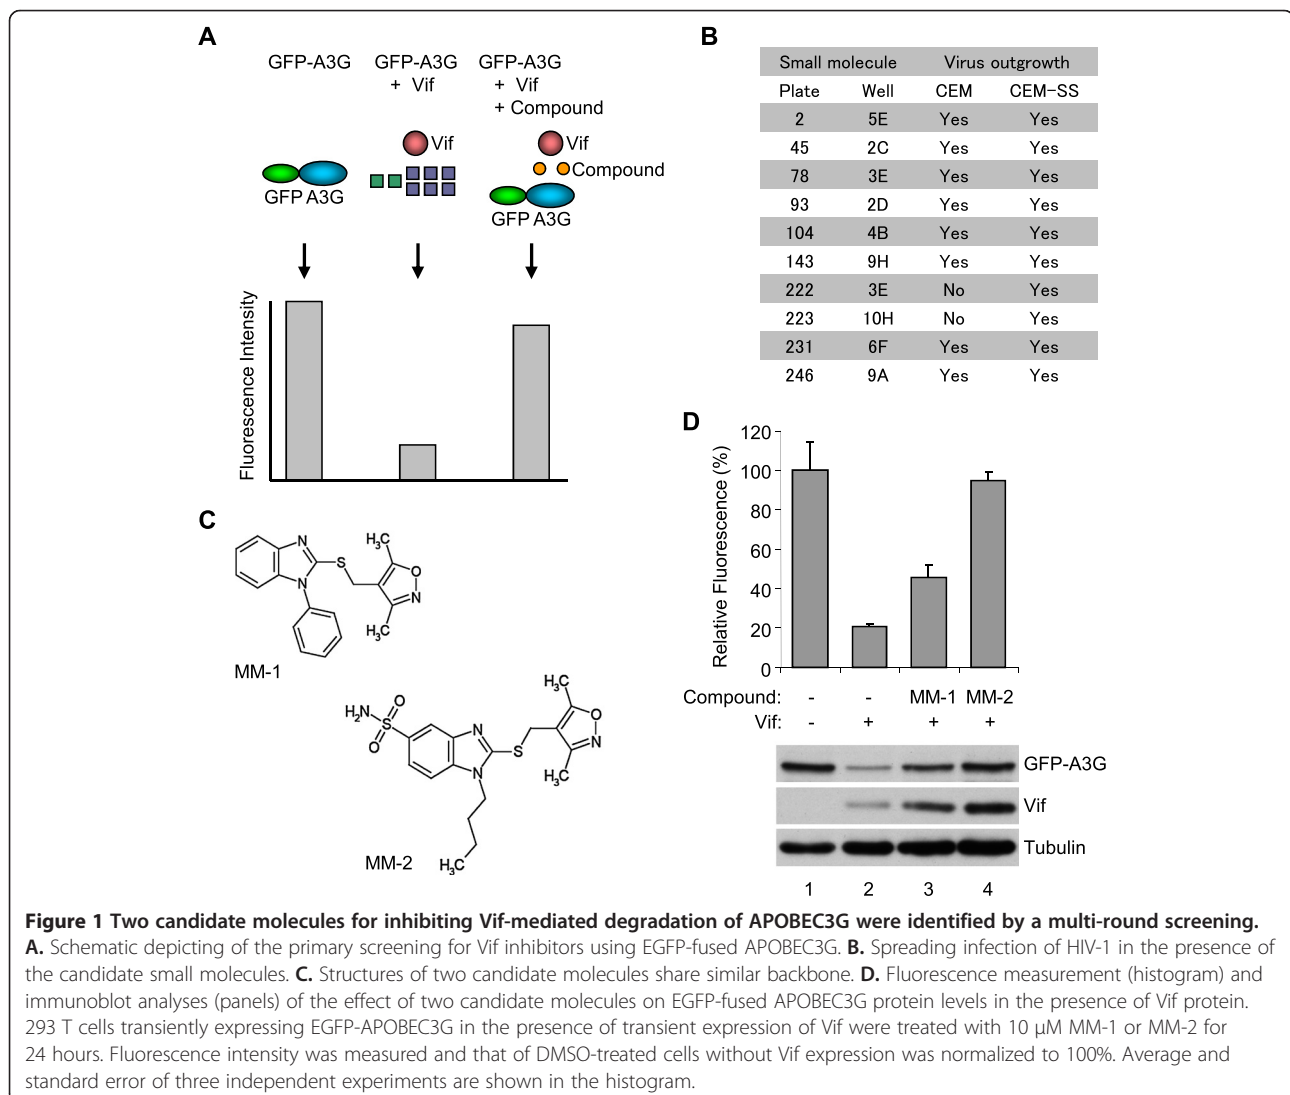 A
GFP-A3G
GFP-A3G
+ Vif
GFP-A3G
+ Vif
+ Compound
Vif
Vif
Compound
GFP A3G
GFP A3G
Fluorescence Intensity
B
Small molecule Virus outgrowth
Plate Well CEM CEM-SS
2 5E Yes Yes
45 2C Yes Yes
78 3E Yes Yes
93 2D Yes Yes
104 4B Yes Yes
143 9H Yes Yes
222 3E No Yes
223 10H No Yes
231 6F Yes Yes
246 9A Yes Yes
C
N
N
S
H₃C
O
N
H₃C
MM-1
H₂N
S
O
O
N
N
S
H₃C
O
N
H₃C
H₃C
MM-2
D
Relative Fluorescence (%)
120
100
80
60
40
20
0
Compound: - - MM-1 MM-2
Vif: - + + +
GFP-A3G
Vif
Tubulin
1 2 3 4
Figure 1 Two candidate molecules for inhibiting Vif-mediated degradation of APOBEC3G were identified by a multi-round screening.
A. Schematic depicting of the primary screening for Vif inhibitors using EGFP-fused APOBEC3G. B. Spreading infection of HIV-1 in the presence of
the candidate small molecules. C. Structures of two candidate molecules share similar backbone. D. Fluorescence measurement (histogram) and
immunoblot analyses (panels) of the effect of two candidate molecules on EGFP-fused APOBEC3G protein levels in the presence of Vif protein.
293 T cells transiently expressing EGFP-APOBEC3G in the presence of transient expression of Vif were treated with 10 μM MM-1 or MM-2 for
24 hours. Fluorescence intensity was measured and that of DMSO-treated cells without Vif expression was normalized to 100%. Average and
standard error of three independent experiments are shown in the histogram.